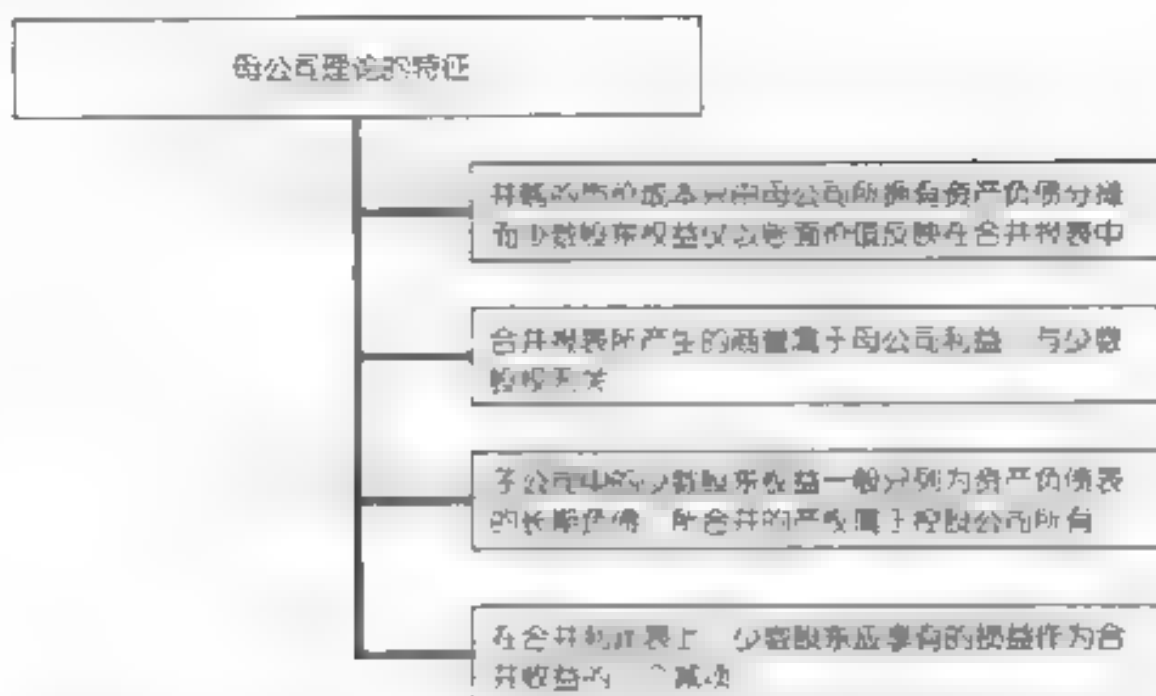 母公司理论的特征
并购的所价成本只由母公司所拥有资产负债分摊
而少数股东权益仅以账面价值反映在合并报表中
合并报表所产生的商誉属于母公司利益 与少数
股权无关
子公司中的少数股东权益一般只列为资产负债表
的长期负债 所合并的产权属于控股公司所有
在合并利润表上 少数股东应享有的损益作为合
并收益的一个减项